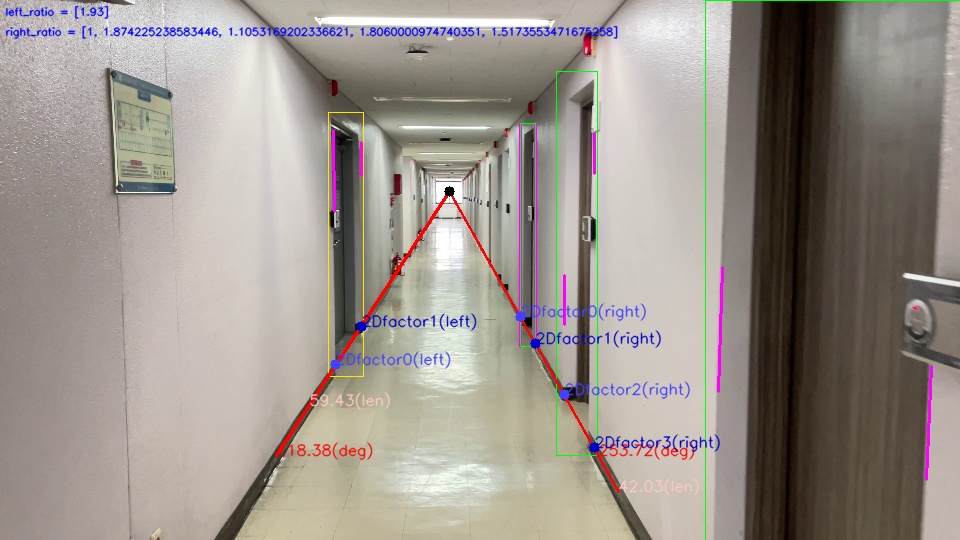 left_ratio = [1.93]
right_ratio = [1, 1.874225238583446, 1.1053169202336621, 1.8060000974740351, 1.5173553471675258]
2Dfactor0(right)
2Dfactor1(left)
2Dfactor1(right)
2Dfactor0(left)
2Dfactor2(right)
59.43(len)
2Dfactor3(right)
18.38(deg)
253.72(deg)
42.03(len)